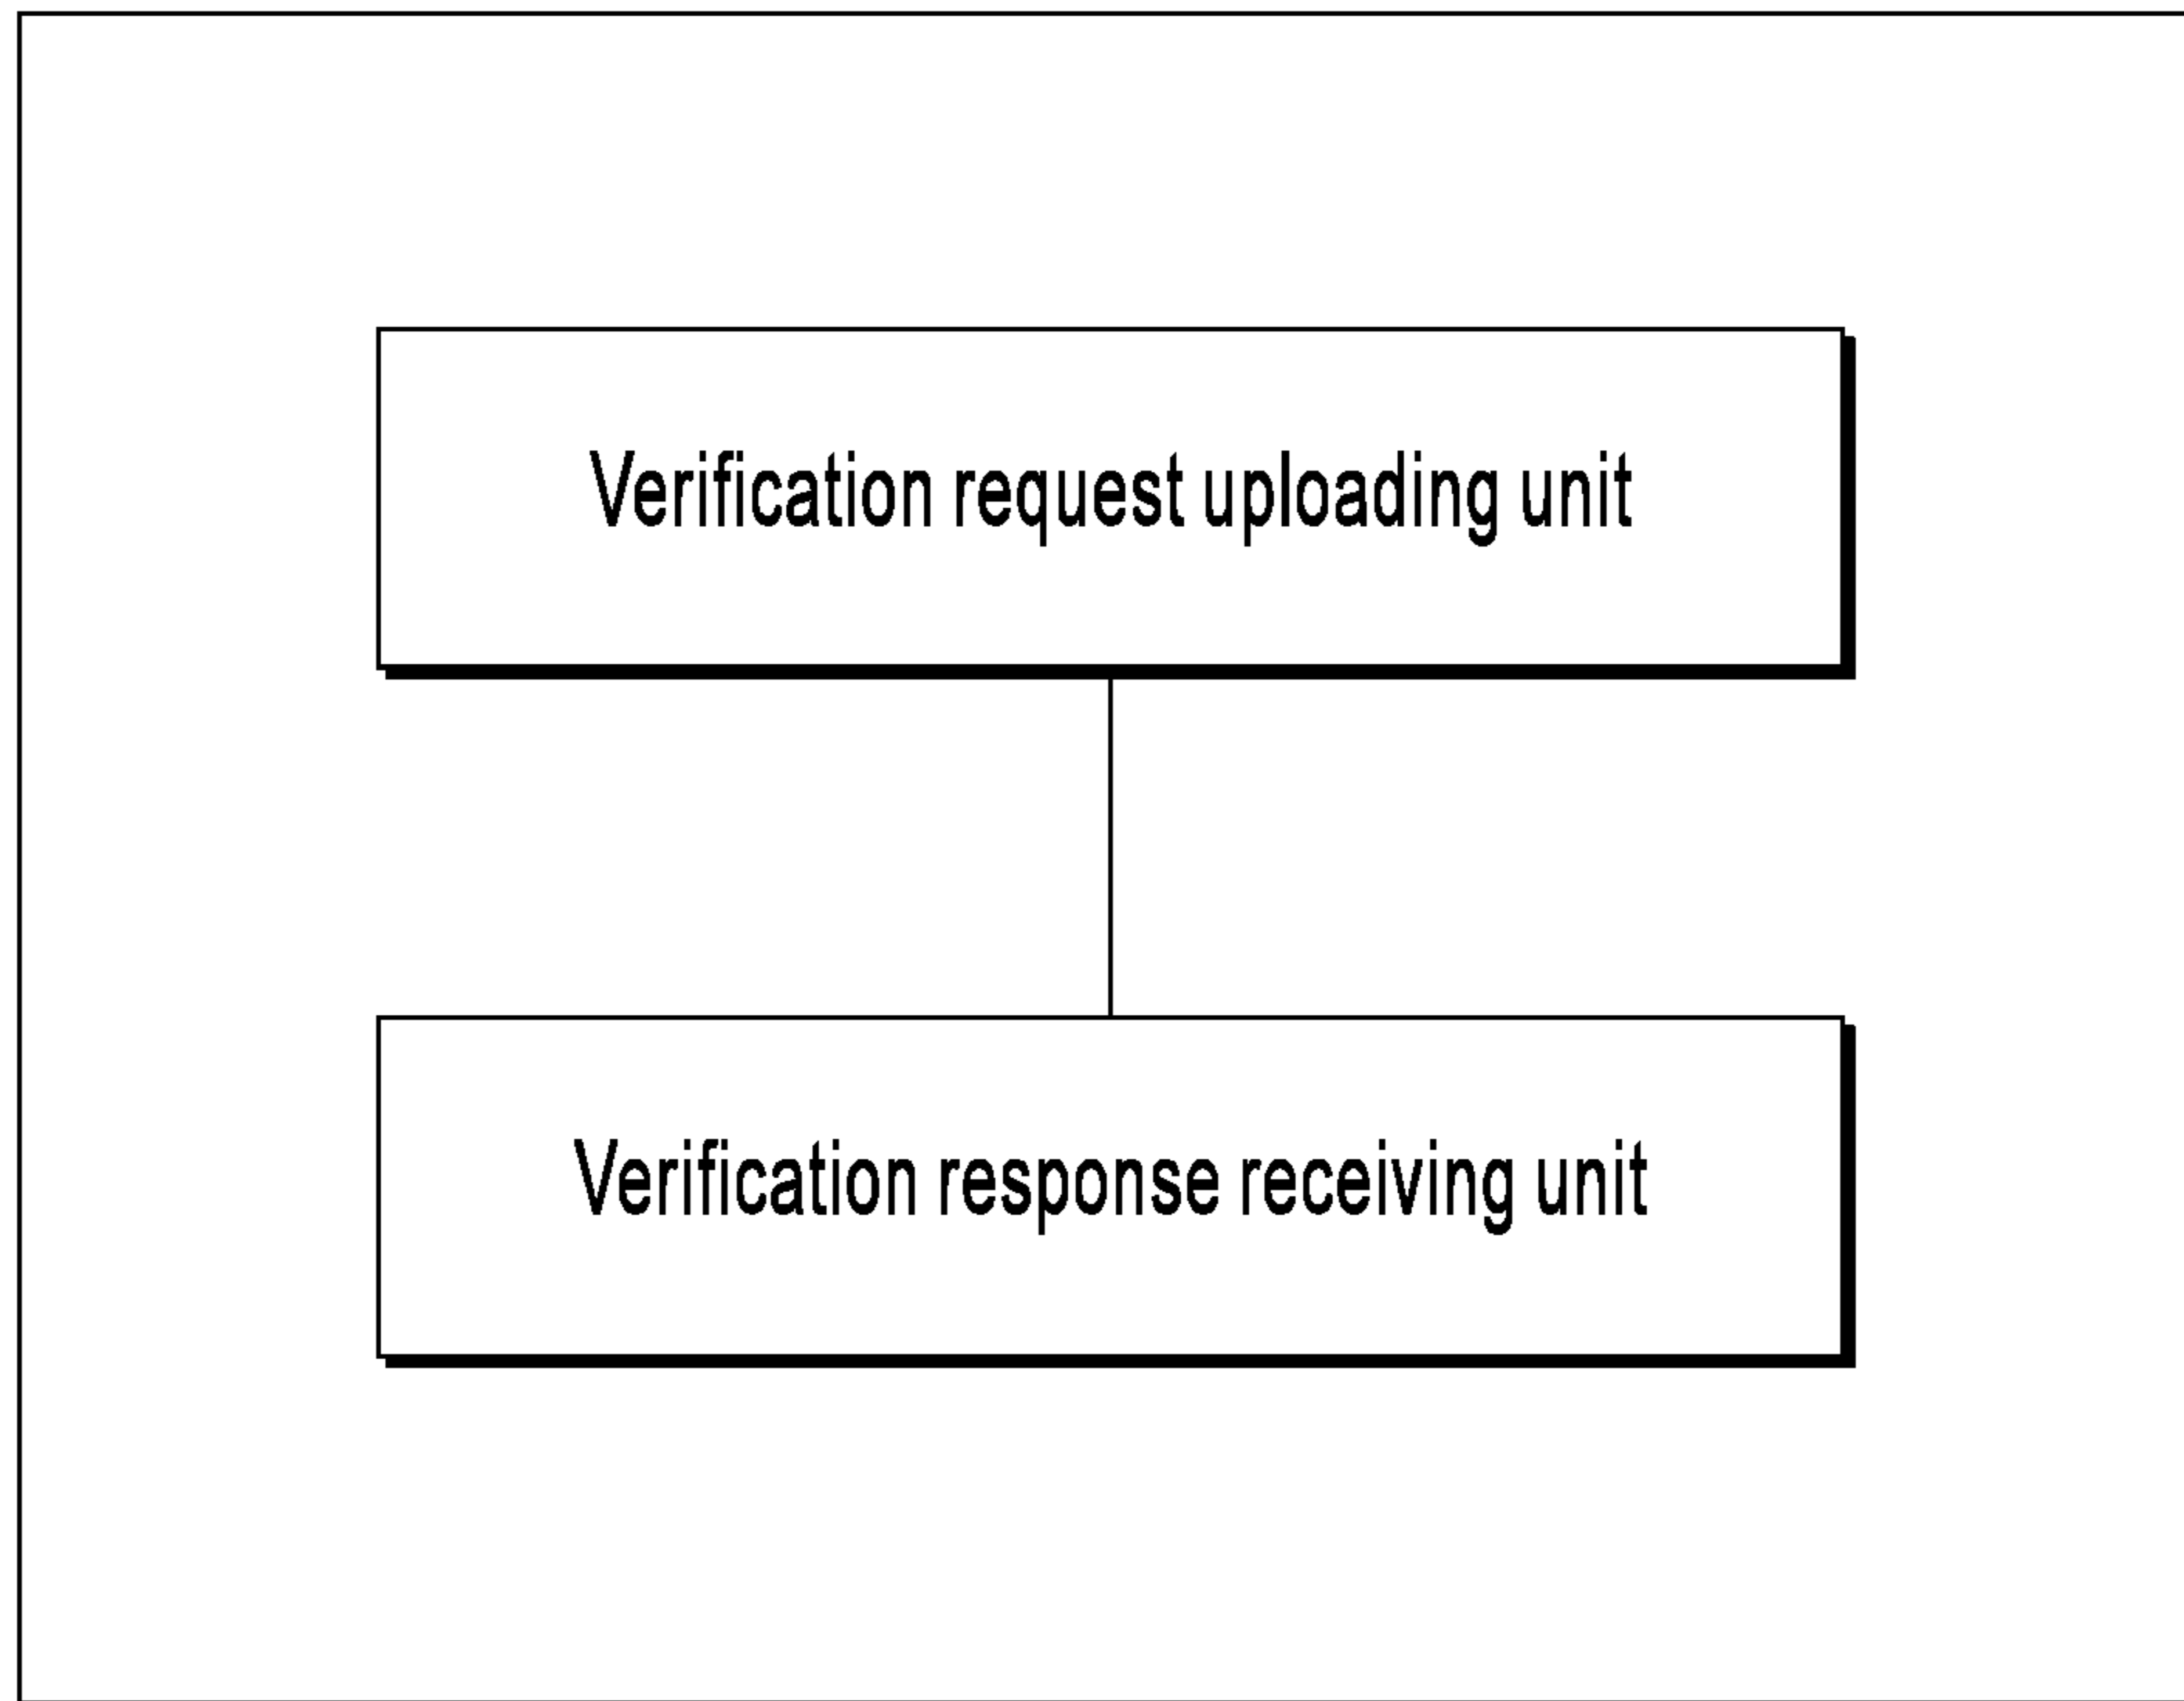 Verification request uploading unit
Verification response receiving unit